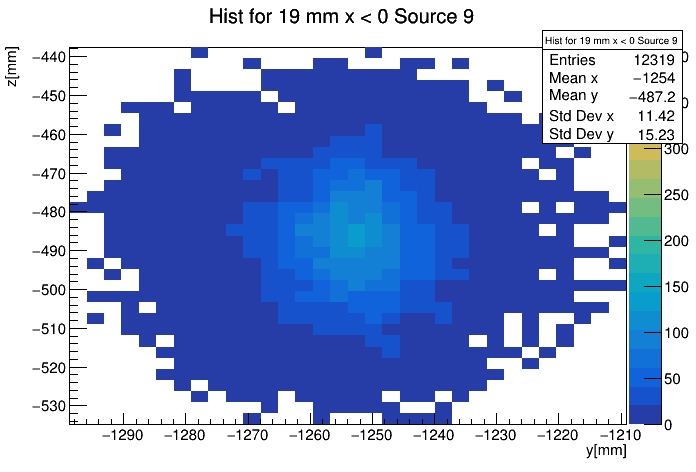 Hist for 19 mm x < 0 Source 9
z[mm]
Hist for 19 mm x < 0 Source 9
Entries 12319
Mean x −1254
Mean y −487.2
Std Dev x 11.42
Std Dev y 15.23
−440
−450
−460
−470
−480
−490
−500
−510
−520
−530
0
0
300
250
200
150
100
50
0
−1290 −1280 −1270 −1260 −1250 −1240 −1230 −1220 −1210
y[mm]